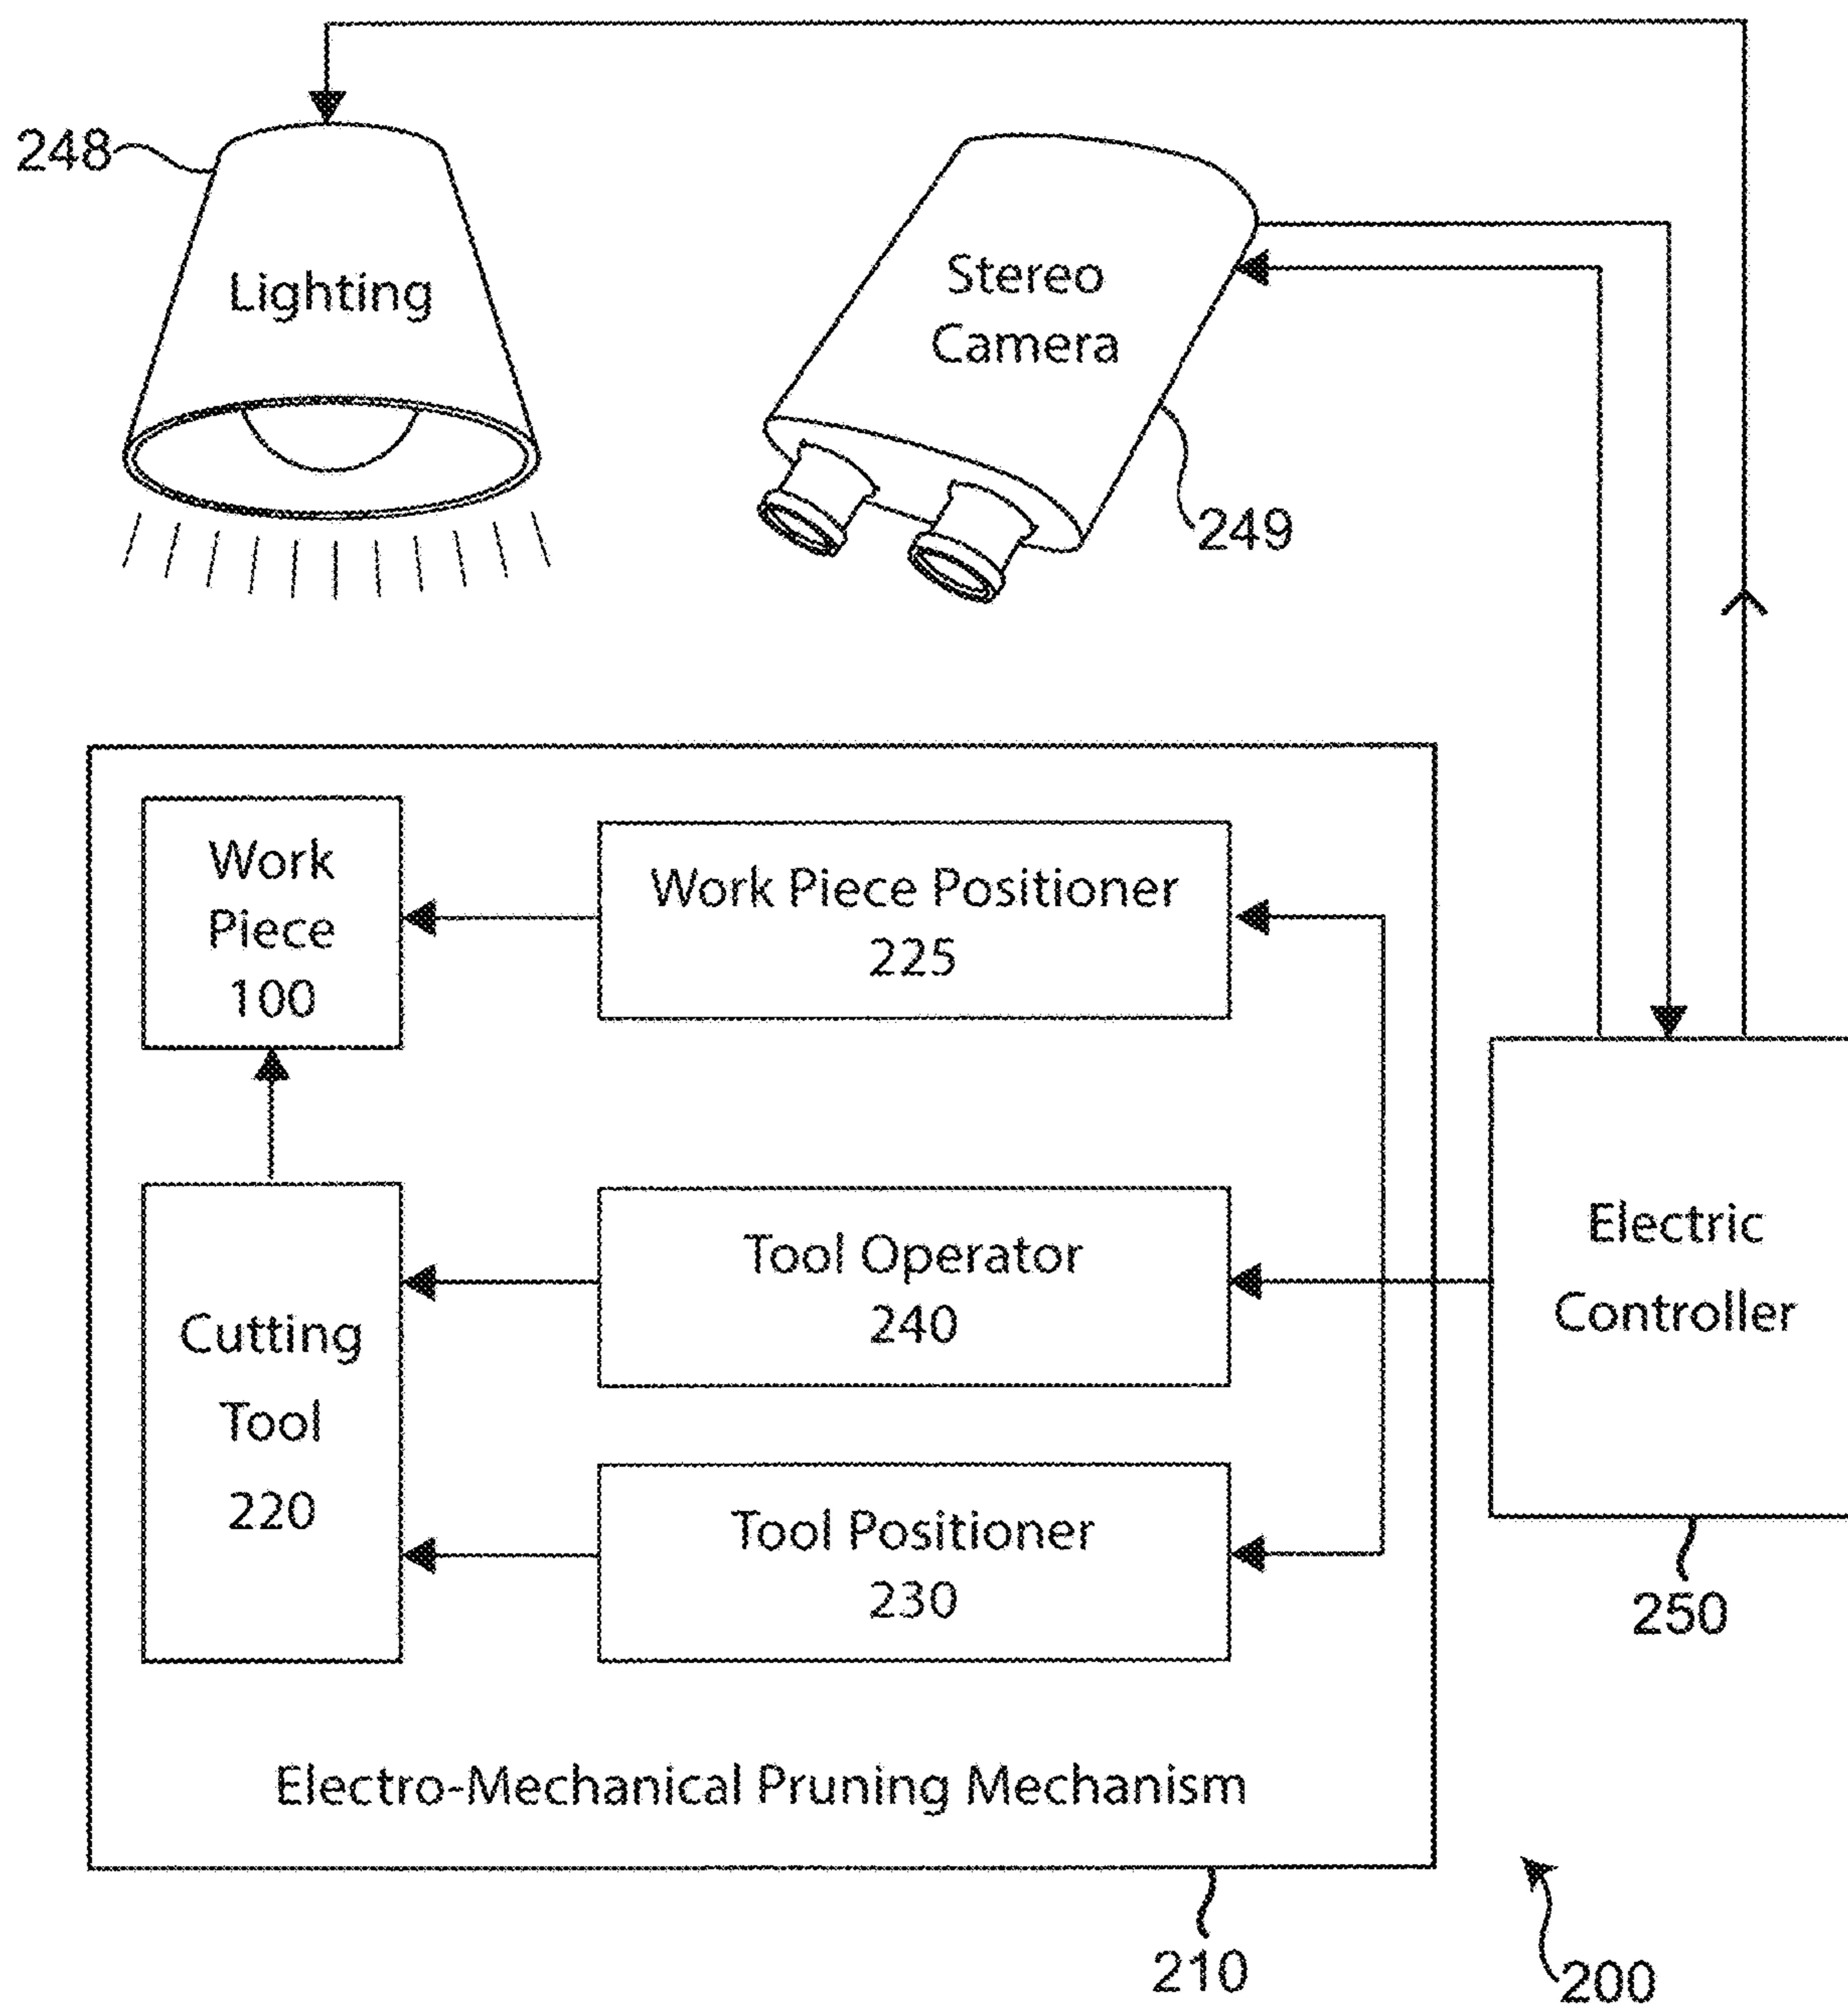 248
Lighting
Stereo
Camera
249
Work
Piece
100
Work Piece Positioner
225
Cutting
Tool
220
Tool Operator
240
Tool Positioner
230
Electric
Controller
250
Electro-Mechanical Pruning Mechanism
210
200